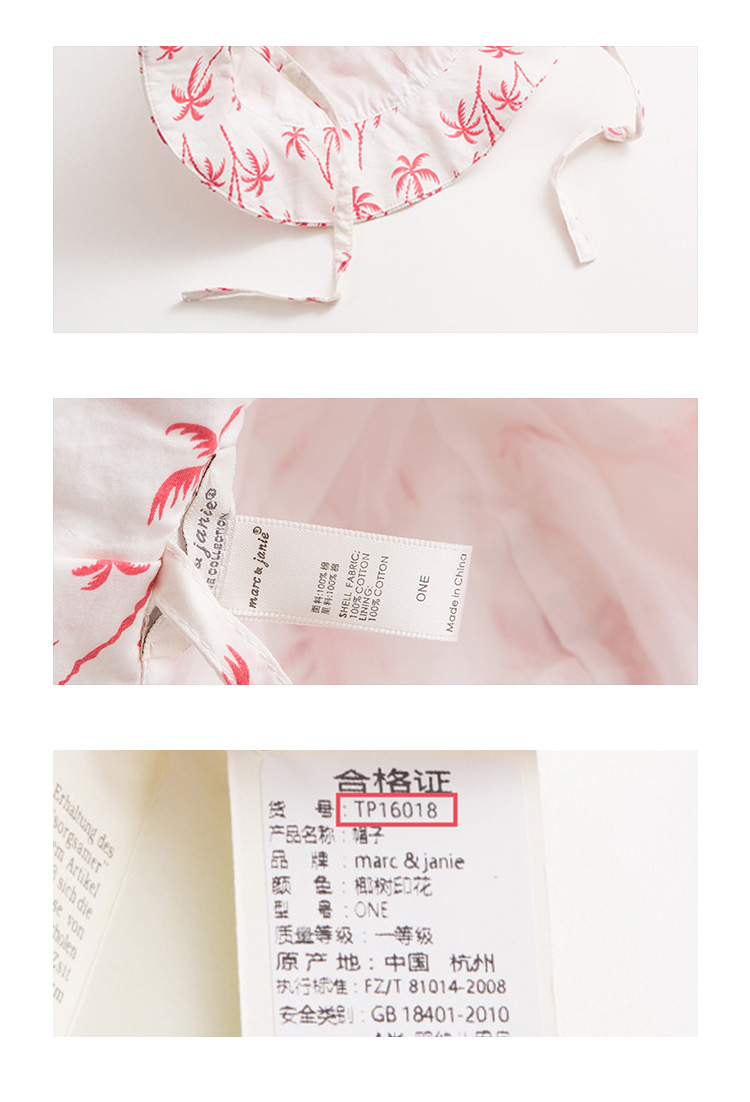 & janie®
COLLECTION
marc & janie®
面料:100% 棉
里料:100% 棉
SHELL FABRIC:
100% COTTON
LINING:
100% COTTON
ONE
Made in China
合格证
货 号:TP16018
产品名称:帽子
品 牌:marc & janie
颜 色:椰树印花
型 号:ONE
质量等级:一等级
原产地:中国 杭州
执行标准:FZ/T 81014-2008
安全类别:GB 18401-2010
Erhaltung des
sorgsamer
Artikel
sich die
von
Zsit